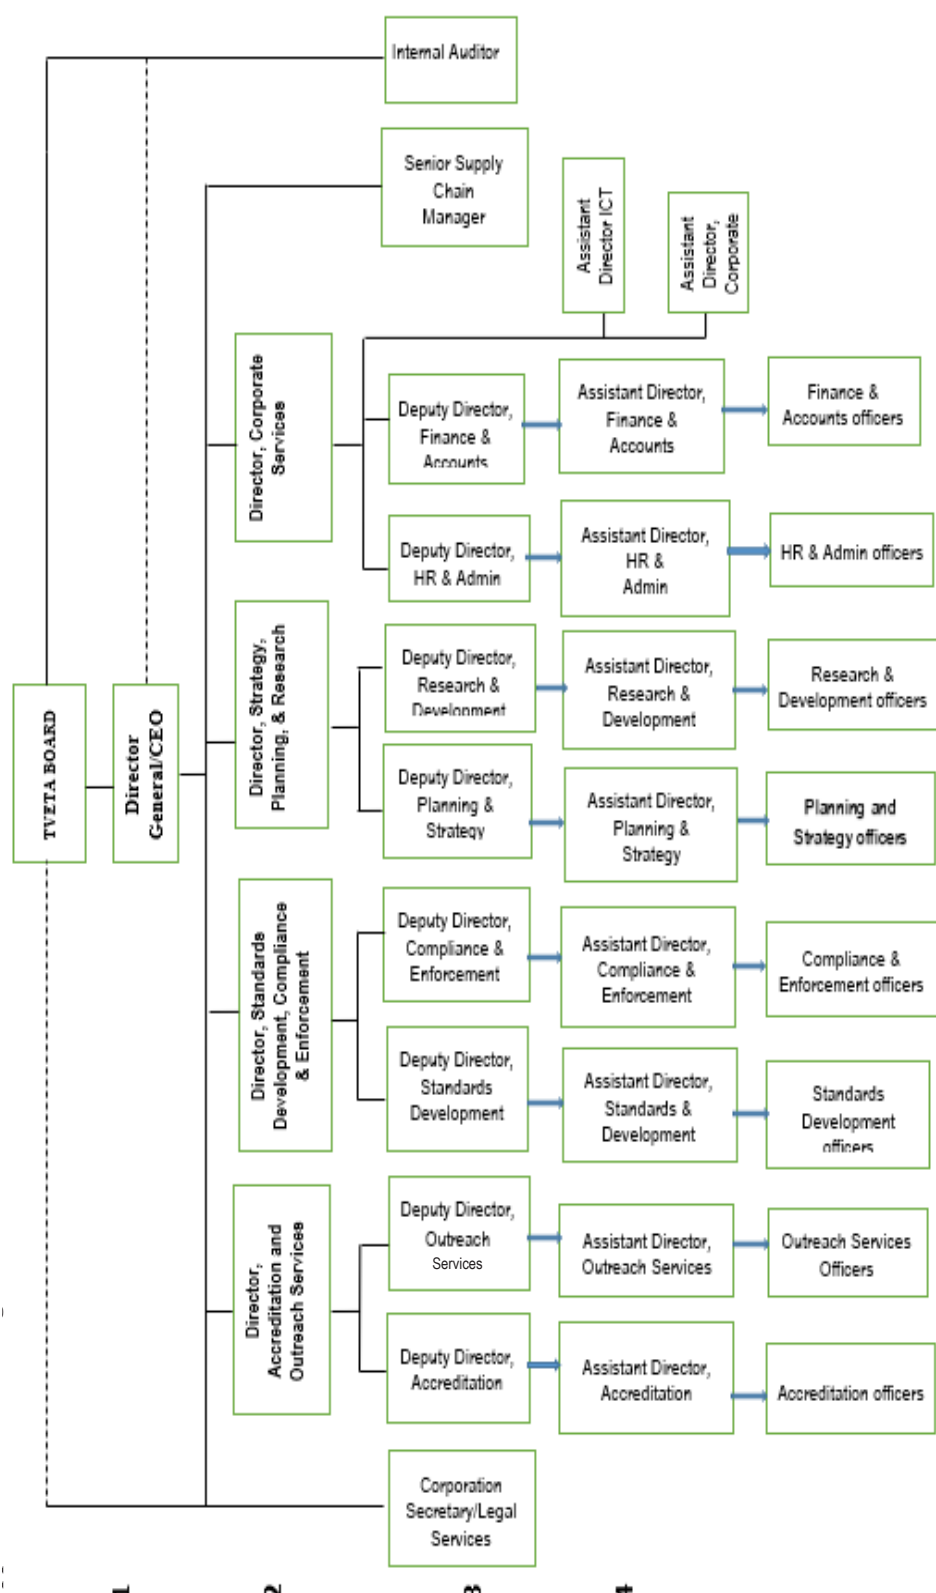 Internal Auditor
Senior Supply
Chain
Manager
Assistant
Director ICT
Assistant
Director,
Corporate
Director, Corporate
Services
Deputy Director,
Finance &
Accounts
Assistant Director,
Finance &
Accounts
Finance &
Accounts officers
Deputy Director,
HR & Admin
Assistant Director,
HR &
Admin
HR & Admin officers
TVETA BOARD
Director
General/CEO
Director, Strategy,
Planning, & Research
Deputy Director,
Research &
Development
Assistant Director,
Research &
Development
Research &
Development officers
Deputy Director,
Planning &
Strategy
Assistant Director,
Planning &
Strategy
Planning and
Strategy officers
Director, Standards
Development, Compliance
& Enforcement
Deputy Director,
Compliance &
Enforcement
Assistant Director,
Compliance &
Enforcement
Compliance &
Enforcement officers
Deputy Director,
Standards
Development
Assistant Director,
Standards &
Development
Standards
Development
officers
Director,
Accreditation and
Outreach Services
Deputy Director,
Outreach
Services
Assistant Director,
Outreach Services
Outreach Services
Officers
Deputy Director,
Accreditation
Assistant Director,
Accreditation
Accreditation officers
Corporation
Secretary/Legal
Services
1
2
3
4